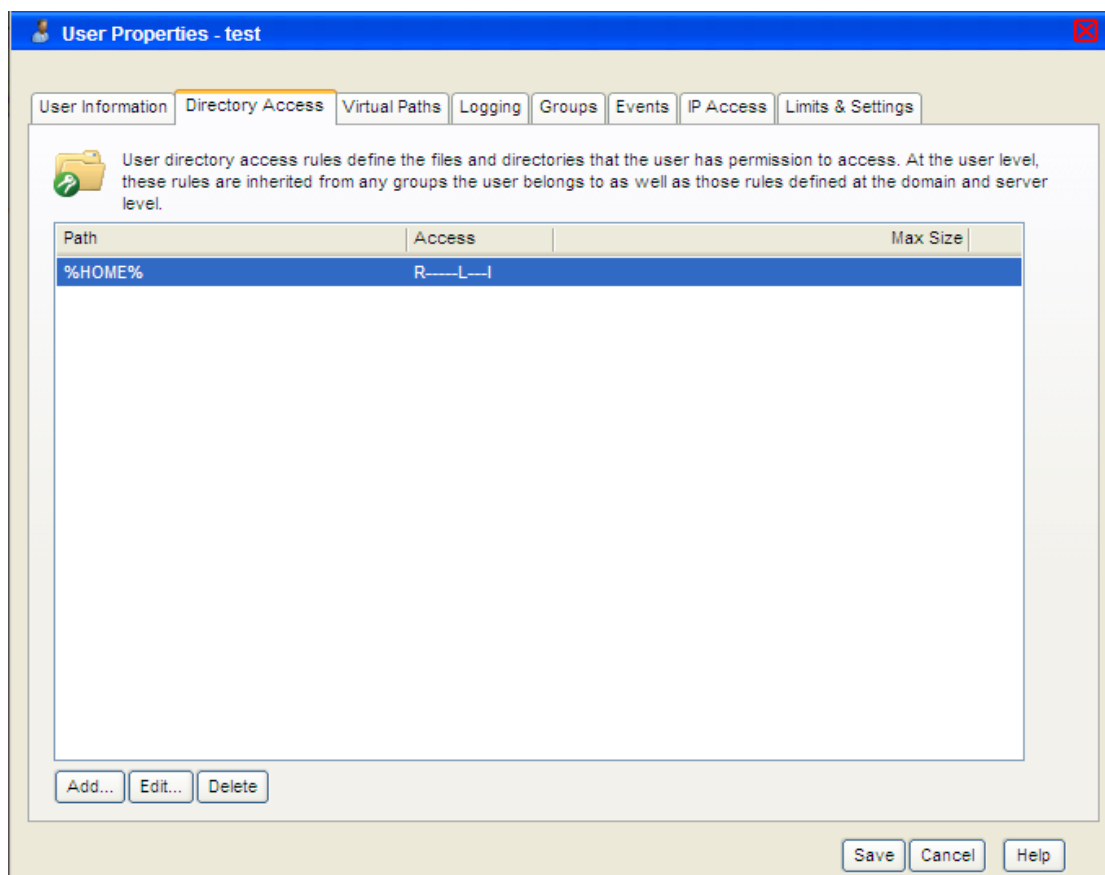 User Properties - test
User Information Directory Access Virtual Paths Logging Groups Events IP Access Limits & Settings
User directory access rules define the files and directories that the user has permission to access. At the user level,
these rules are inherited from any groups the user belongs to as well as those rules defined at the domain and server
level.
Path Access Max Size
%HOME% R-----L---I
Add... Edit... Delete
Save Cancel Help